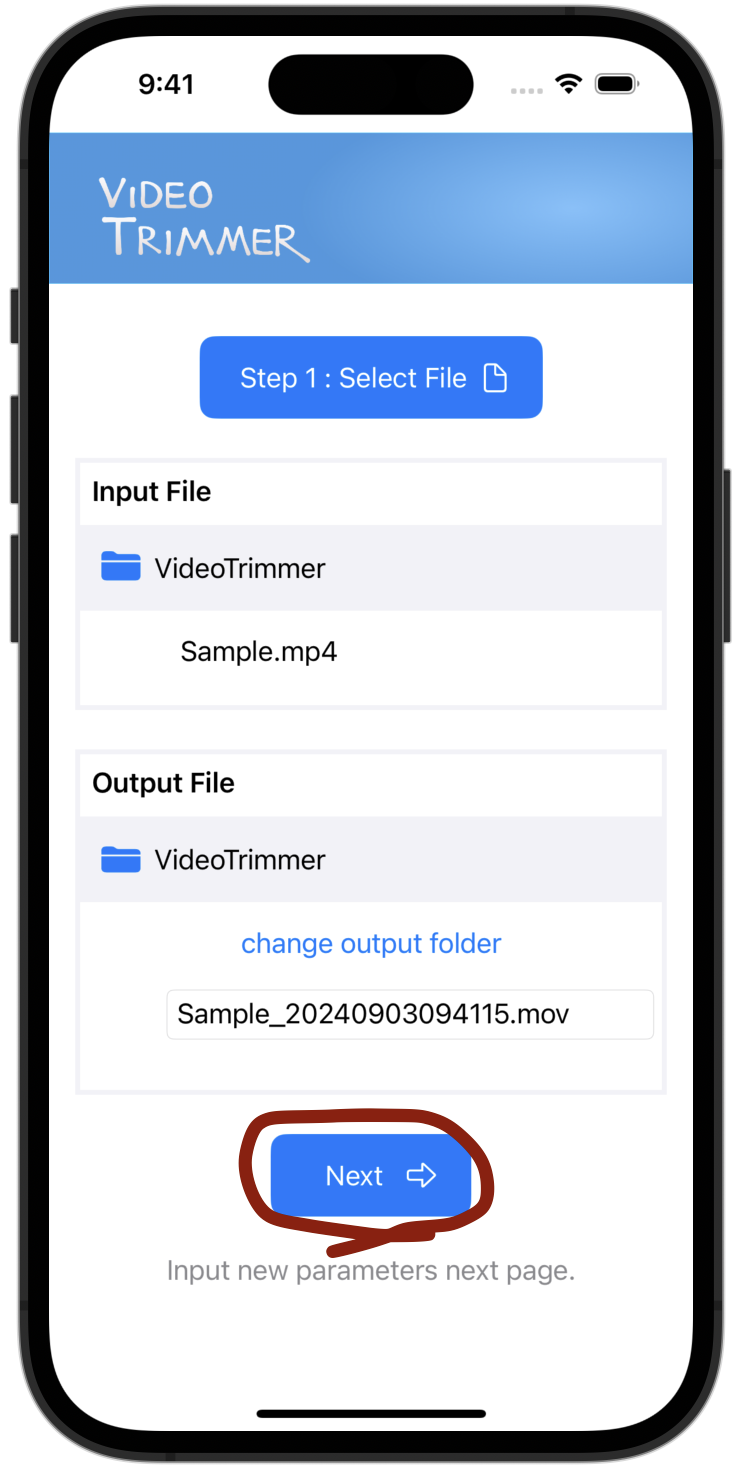 9:41
VIDEO
TRIMMER
Step 1 : Select File
Input File
VideoTrimmer
Sample.mp4
Output File
VideoTrimmer
change output folder
Sample_20240903094115.mov
Next
Input new parameters next page.